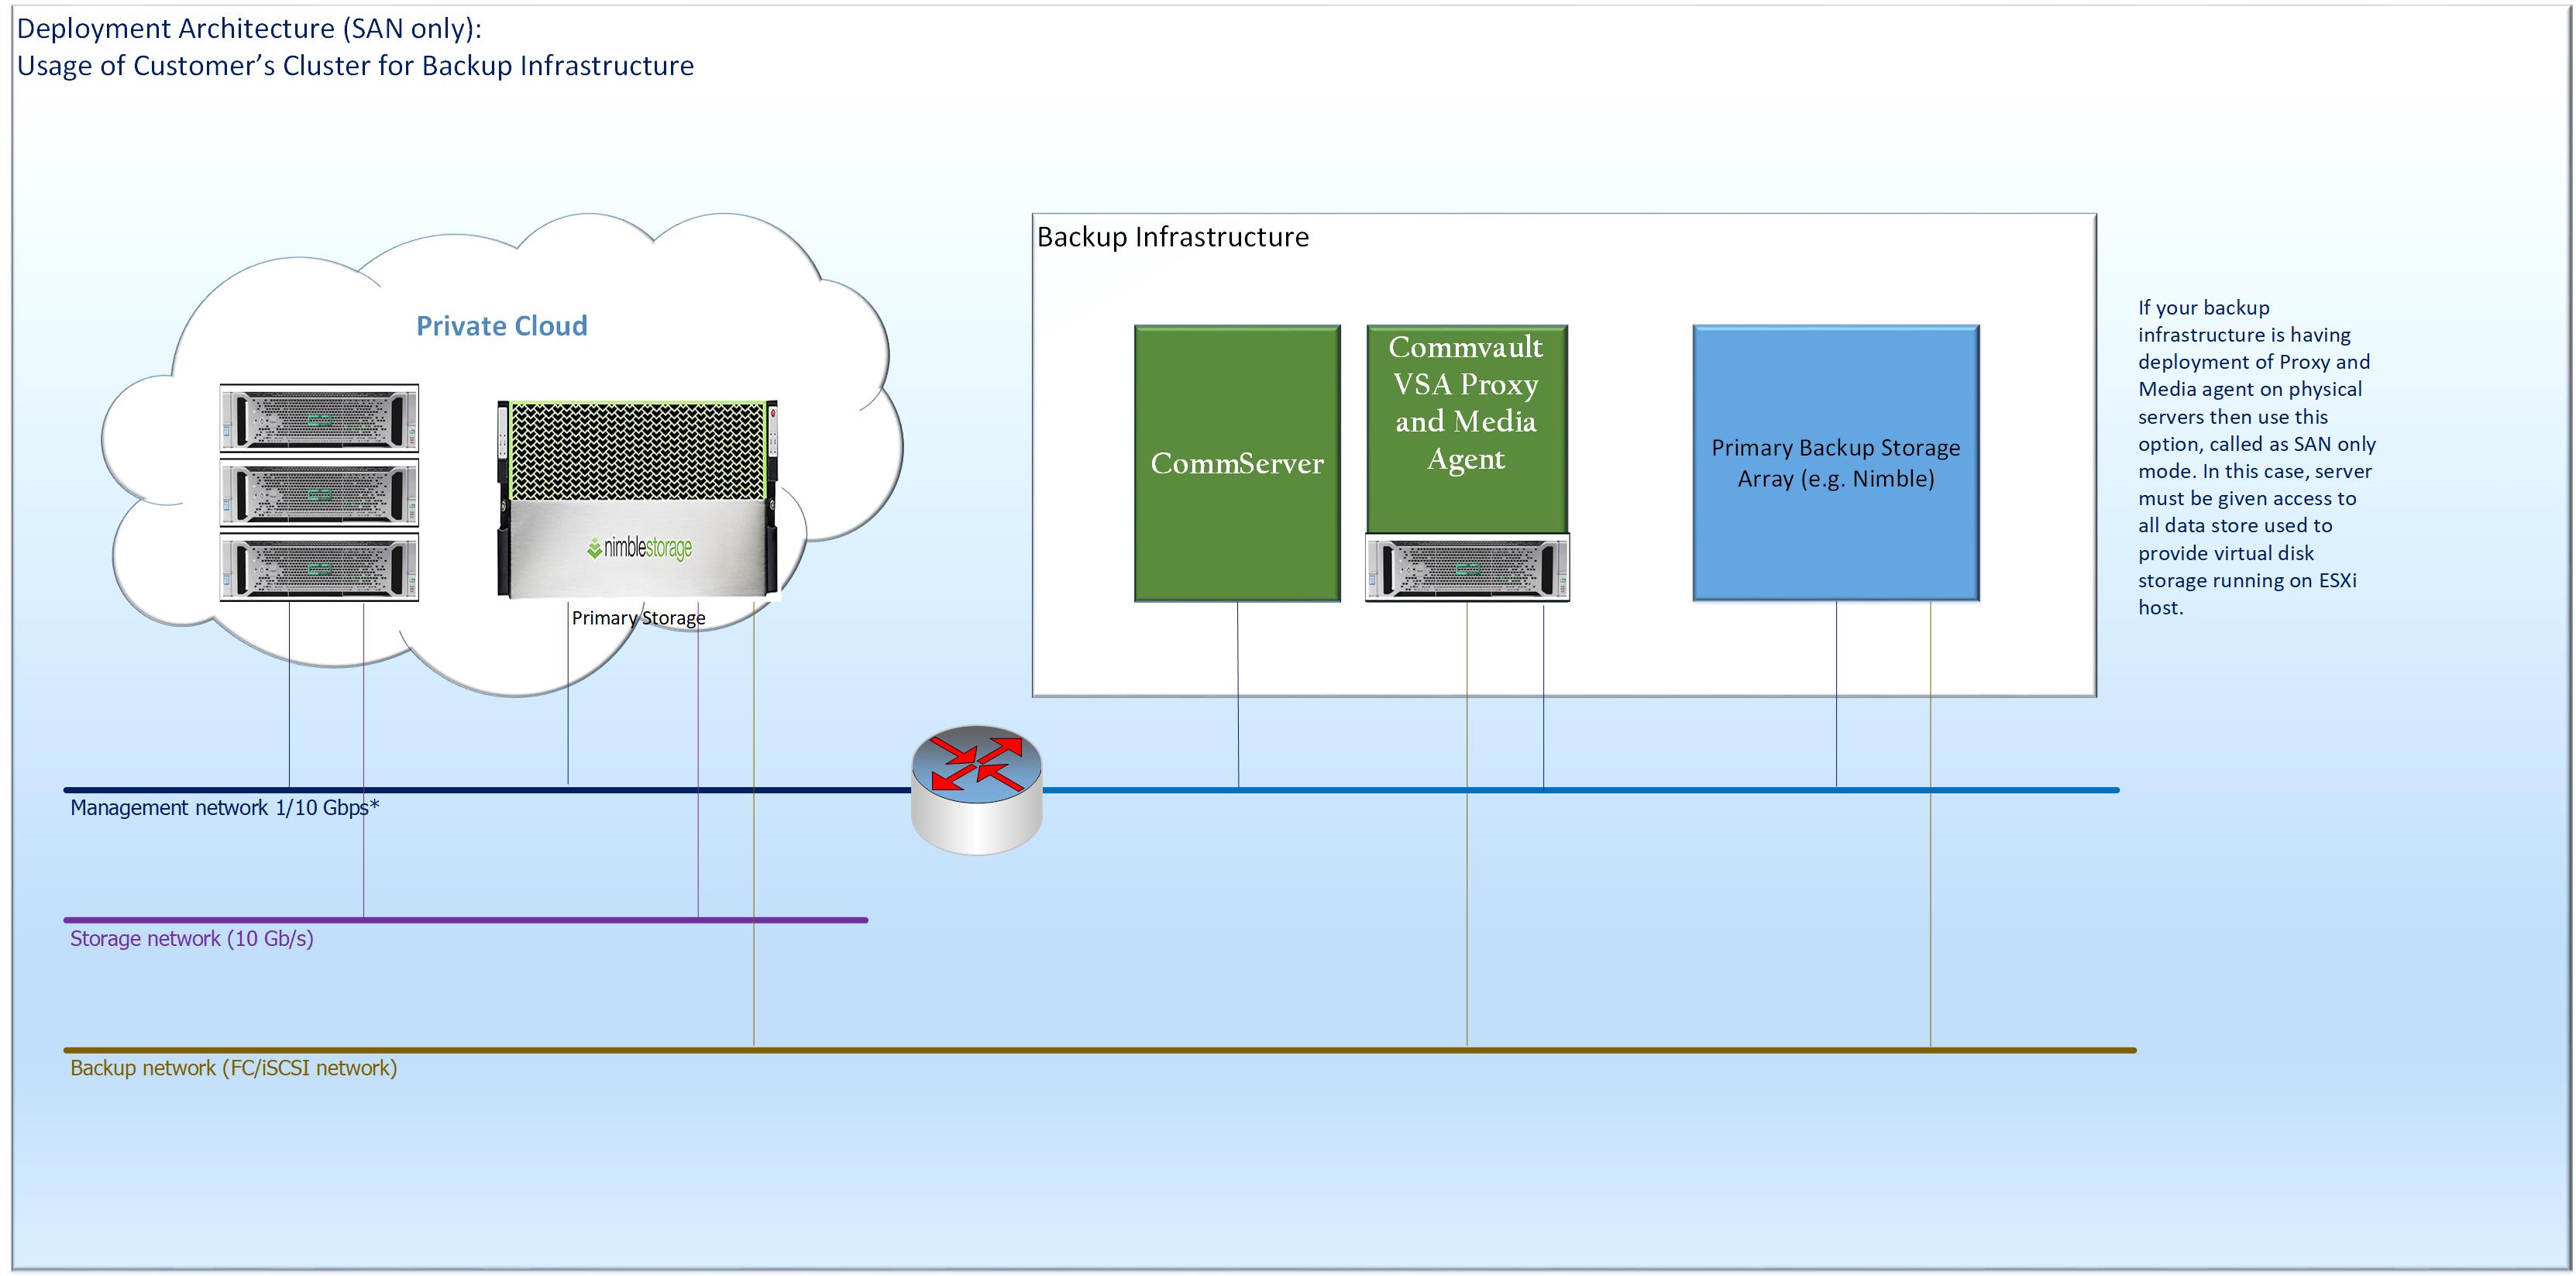 Deployment Architecture (SAN only):
Usage of Customer’s Cluster for Backup Infrastructure
Private Cloud
nimblestorage
Primary Storage
Backup Infrastructure
CommServer
Commvault
VSA Proxy
and Media
Agent
Primary Backup Storage
Array (e.g. Nimble)
If your backup
infrastructure is having
deployment of Proxy and
Media agent on physical
servers then use this
option, called as SAN only
mode. In this case, server
must be given access to
all data store used to
provide virtual disk
storage running on ESXi
host.
Management network 1/10 Gbps*
Storage network (10 Gb/s)
Backup network (FC/iSCSI network)